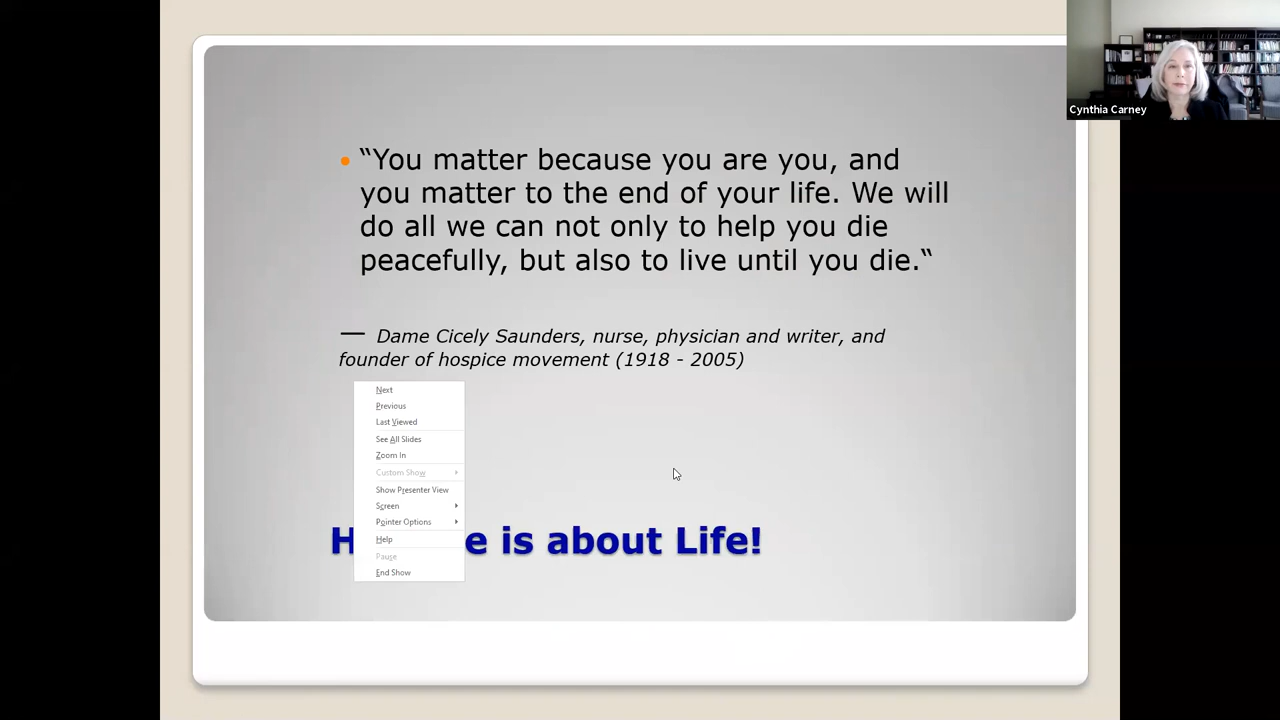 Cynthia Carney
• “You matter because you are you, and
you matter to the end of your life. We will
do all we can not only to help you die
peacefully, but also to live until you die.“
— Dame Cicely Saunders, nurse, physician and writer, and
founder of hospice movement (1918 - 2005)
Next
Previous
Last Viewed
See All Slides
Zoom In
Custom Show
Show Presenter View
Screen
Pointer Options
Help
Pause
End Show
is about Life!